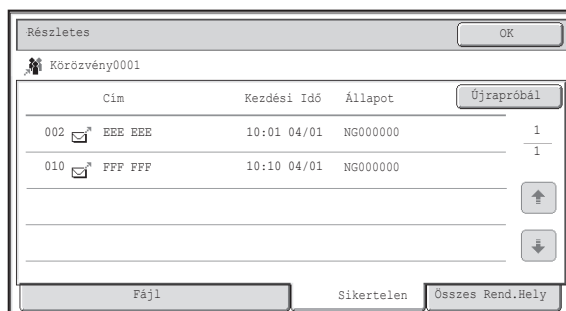 Részletes OK
Körözvény0001
Cím Kezdési Idő Állapot Újrapróbál
002 EEE EEE 10:01 04/01 NG000000 1
1
010 FFF FFF 10:10 04/01 NG000000
Fájl Sikertelen Összes Rend.Hely